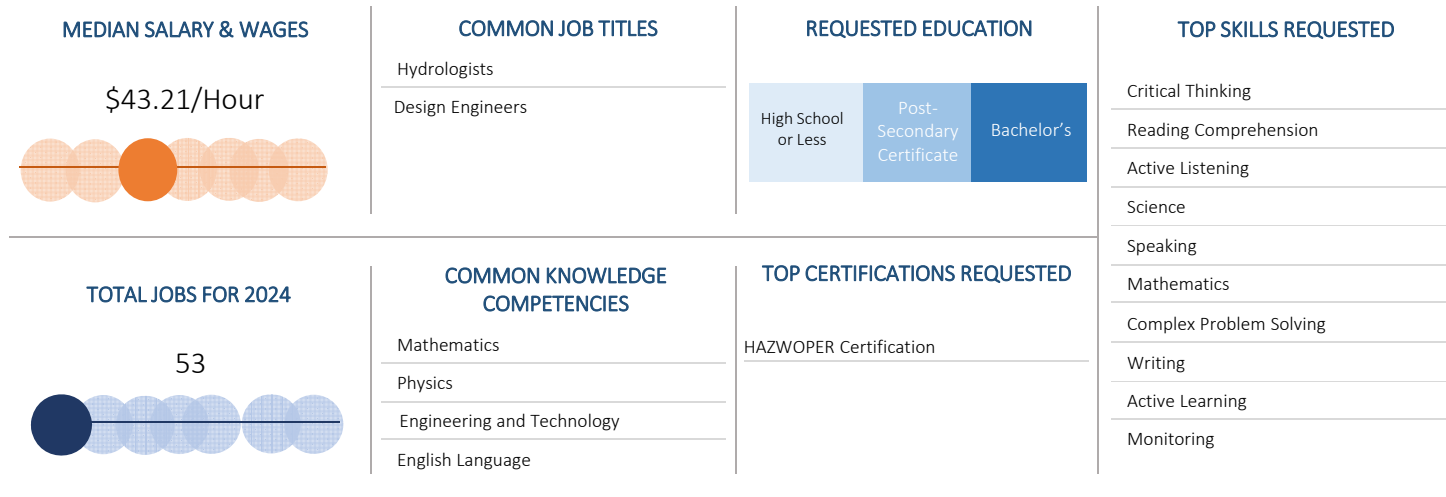 MEDIAN SALARY & WAGES
$43.21/Hour
COMMON JOB TITLES
Hydrologists
Design Engineers
REQUESTED EDUCATION
High School
or Less
Post-
Secondary
Certificate
Bachelor's
TOTAL JOBS FOR 2024
53
COMMON KNOWLEDGE
COMPETENCIES
Mathematics
Physics
Engineering and Technology
English Language
TOP CERTIFICATIONS REQUESTED
HAZWOPER Certification
TOP SKILLS REQUESTED
Critical Thinking
Reading Comprehension
Active Listening
Science
Speaking
Mathematics
Complex Problem Solving
Writing
Active Learning
Monitoring